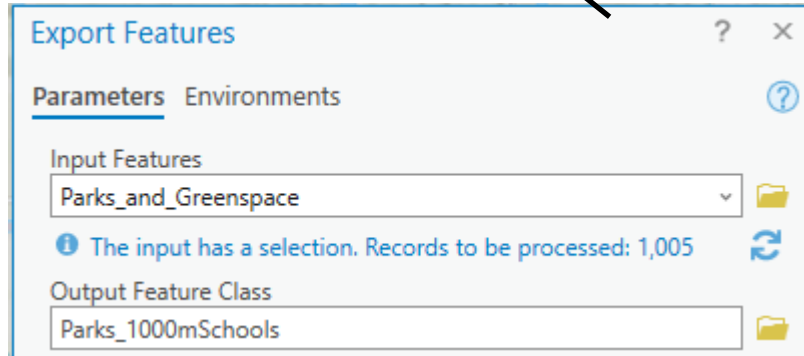 Export Features ? ×
Parameters Environments ?
Input Features
Parks_and_Greenspace
The input has a selection. Records to be processed: 1,005
Output Feature Class
Parks_1000mSchools